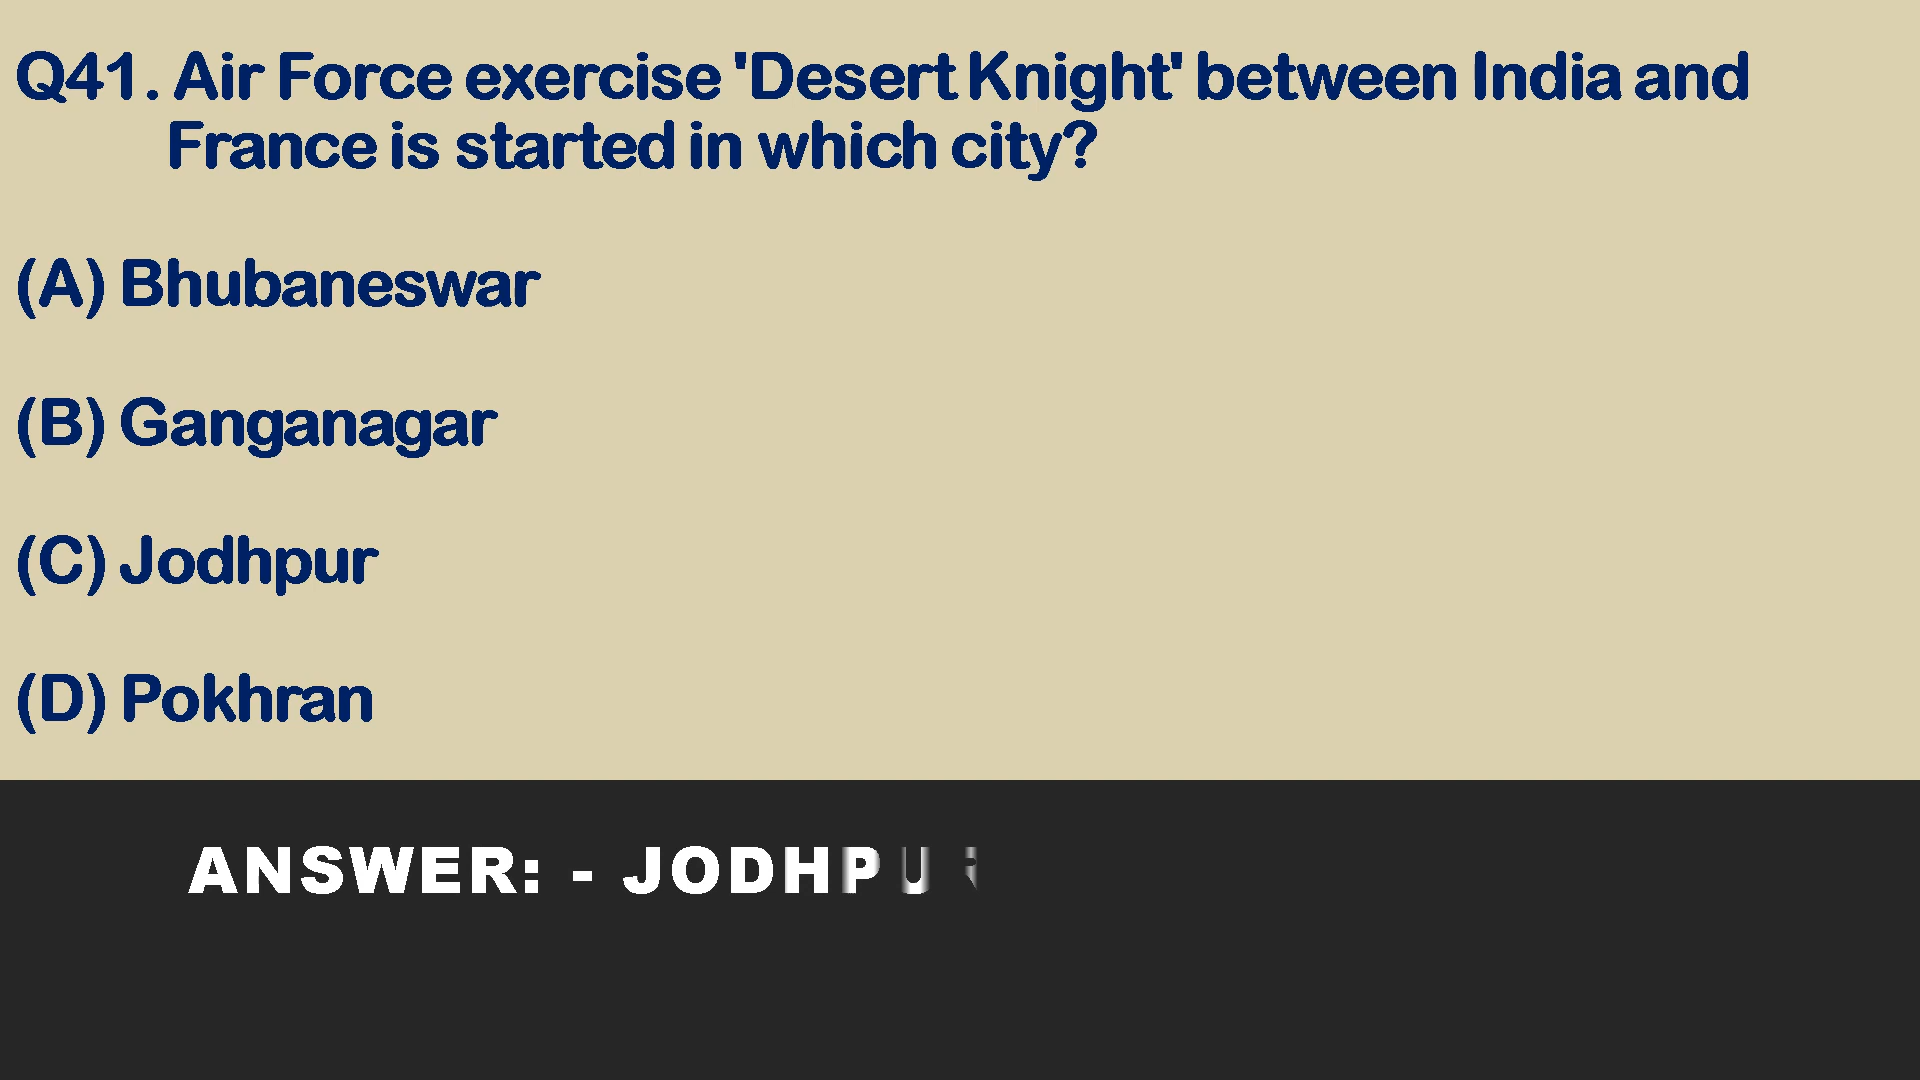 Q41. Air Force exercise 'Desert Knight' between India and
France is started in which city?
(A) Bhubaneswar
(B) Ganganagar
(C) Jodhpur
(D) Pokhran
ANSWER: - JODHPUR